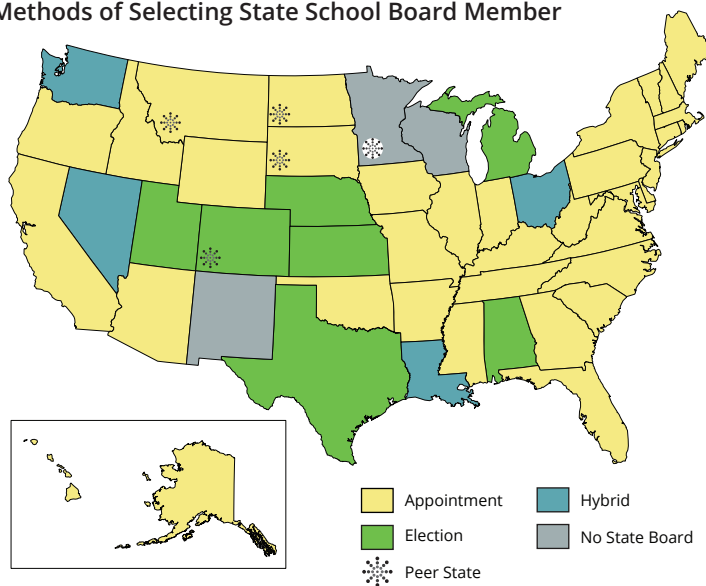 Methods of Selecting State School Board Member
Appointment
Hybrid
Election
No State Board
Peer State